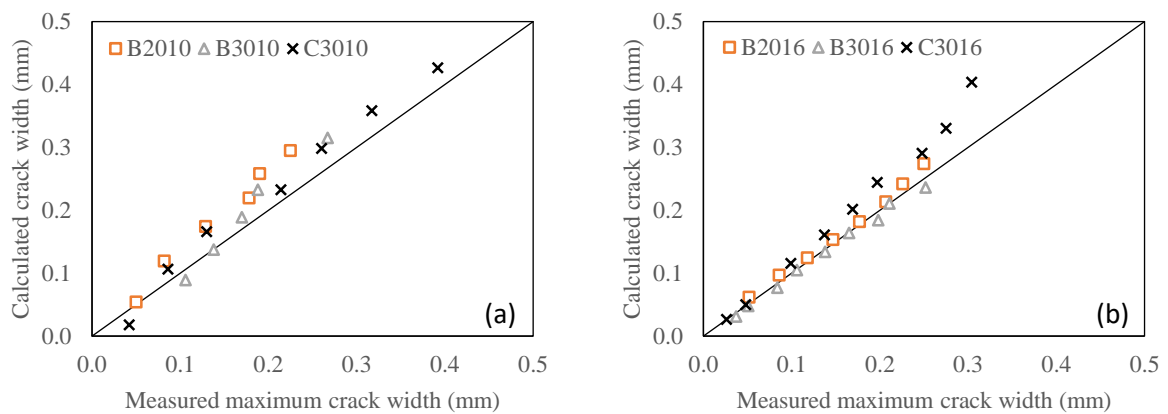 Calculated crack width (mm)
0.5
0.4
0.3
0.2
0.1
0.0
B2010 B3010 C3010
(a)
0.0 0.1 0.2 0.3 0.4 0.5
Measured maximum crack width (mm)
Calculated crack width (mm)
0.5
0.4
0.3
0.2
0.1
0.0
B2016 B3016 C3016
(b)
0.0 0.1 0.2 0.3 0.4 0.5
Measured maximum crack width (mm)